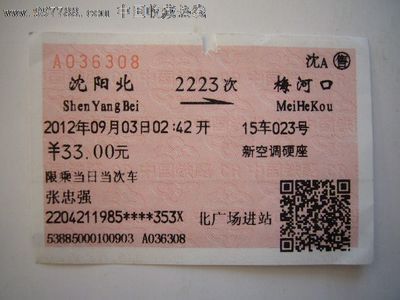 A036308
沈A 售
沈阳北 2223次 梅河口
ShenYangBei MeiHeKou
2012年09月03日02:42开 15车023号
¥33.00元 新空调硬座
限乘当日当次车
张忠强
2204211985****353X 北广场进站
53885000100903 A036308